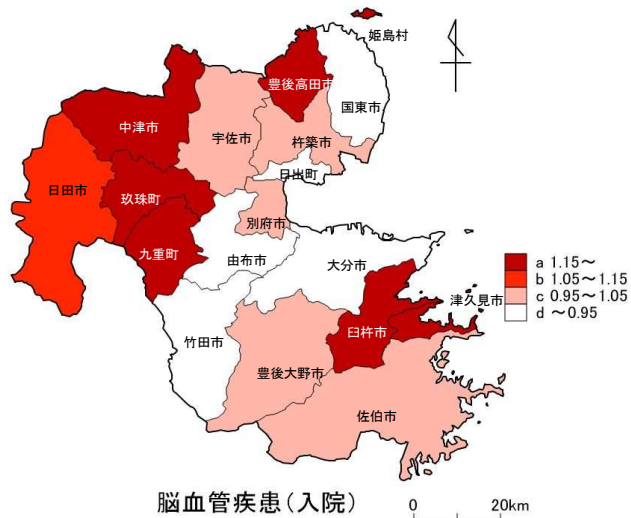 姫島村
豊後高田市
国東市
中津市
宇佐市
杵築市
日出町
日田市
玖珠町
別府市
九重町
由布市
大分市
津久見市
臼杵市
竹田市
豊後大野市
佐伯市
a 1.15～
b 1.05～1.15
c 0.95～1.05
d ～0.95
脳血管疾患(入院)
0 20km